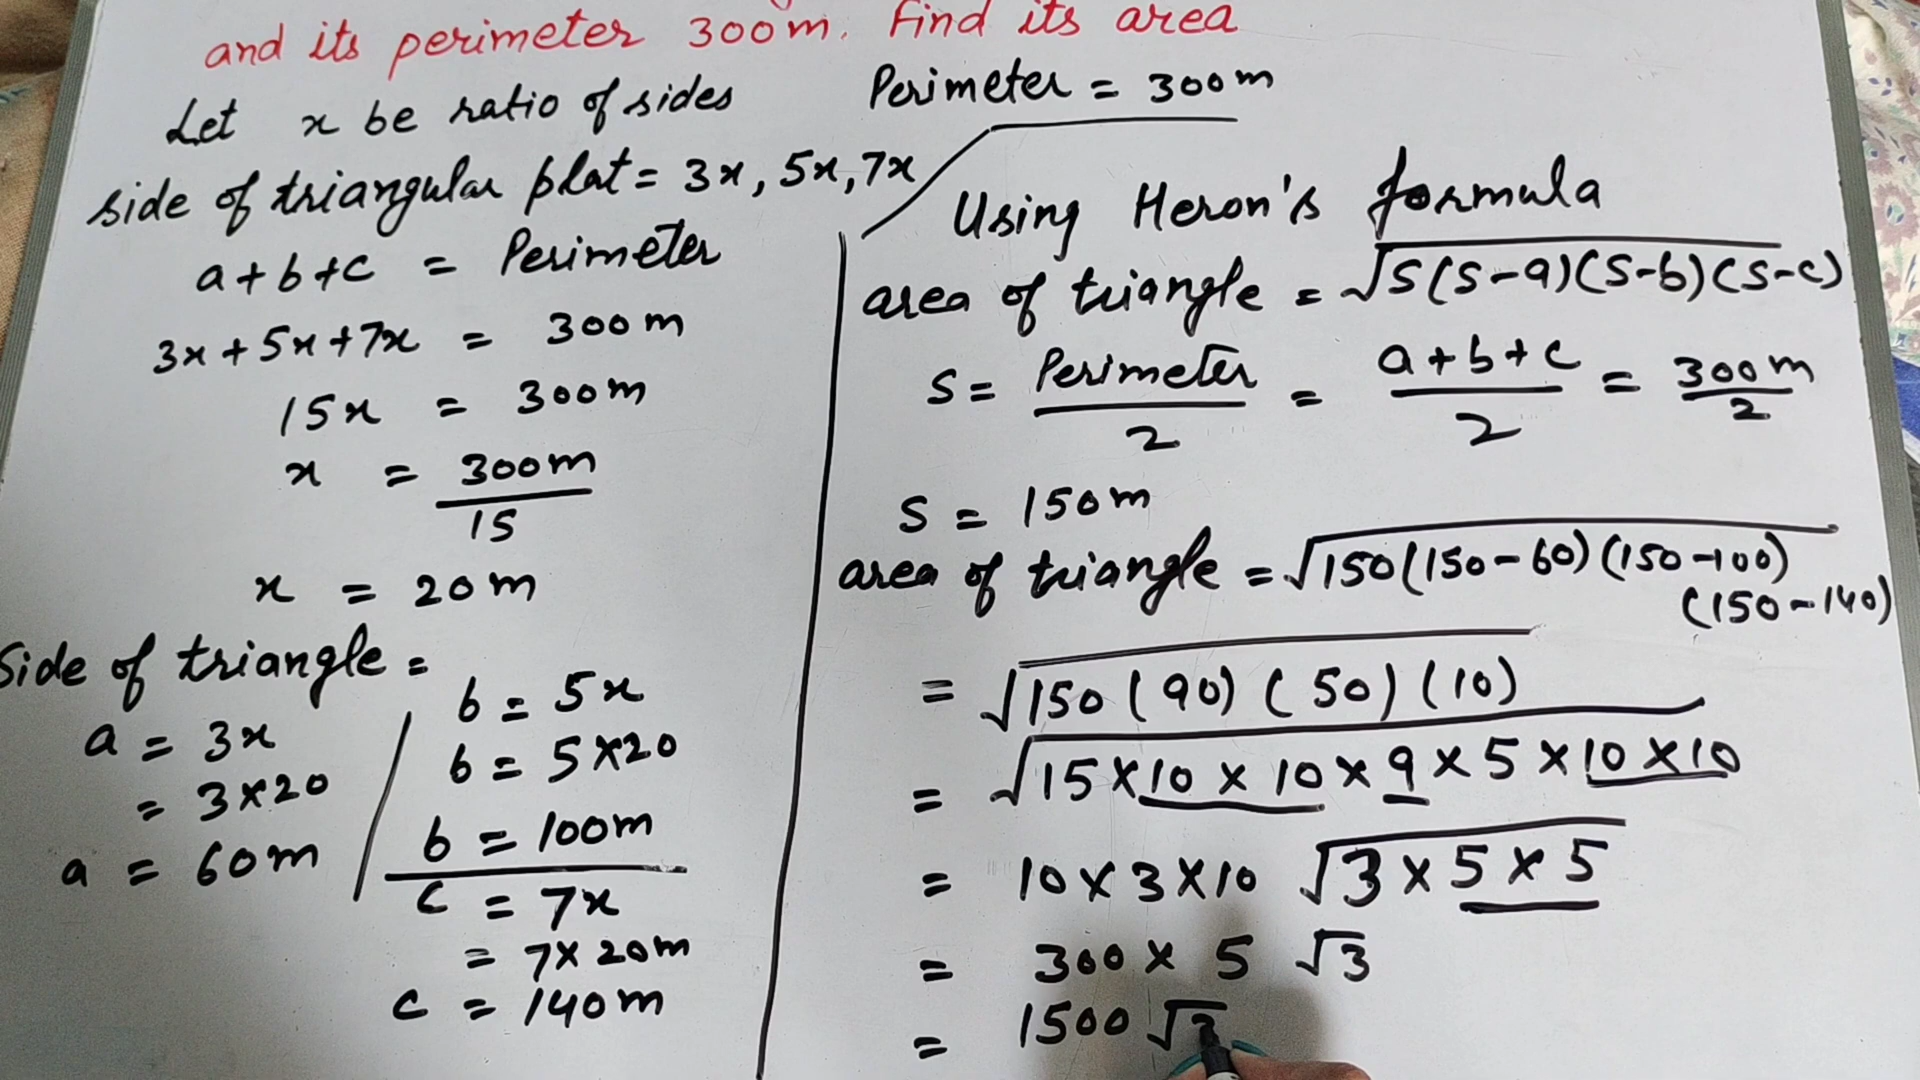 and its perimeter 300m. Find its area
Let x be ratio of sides
side of triangular plat = 3x, 5x, 7x
a + b + c = Perimeter
3x + 5x + 7x = 300m
15x = 300m
x = 300m
15
x = 20m
Side of triangle =
a = 3x
= 3×20
a = 60m
b = 5x
b = 5×20
b = 100m
c = 7x
= 7×20m
c = 140m
Perimeter = 300m
Using Heron's formula
area of triangle = √S(S-a)(S-b)(S-c)
S = Perimeter/2 = a+b+c/2 = 300m/2
S = 150m
area of triangle = √150(150-60)(150-100)
(150-140)
= √150(90)(50)(10)
= √15×10×10×9×5×10×10
= 10×3×10 √3×5×5
= 300×5 √3
= 1500 √3